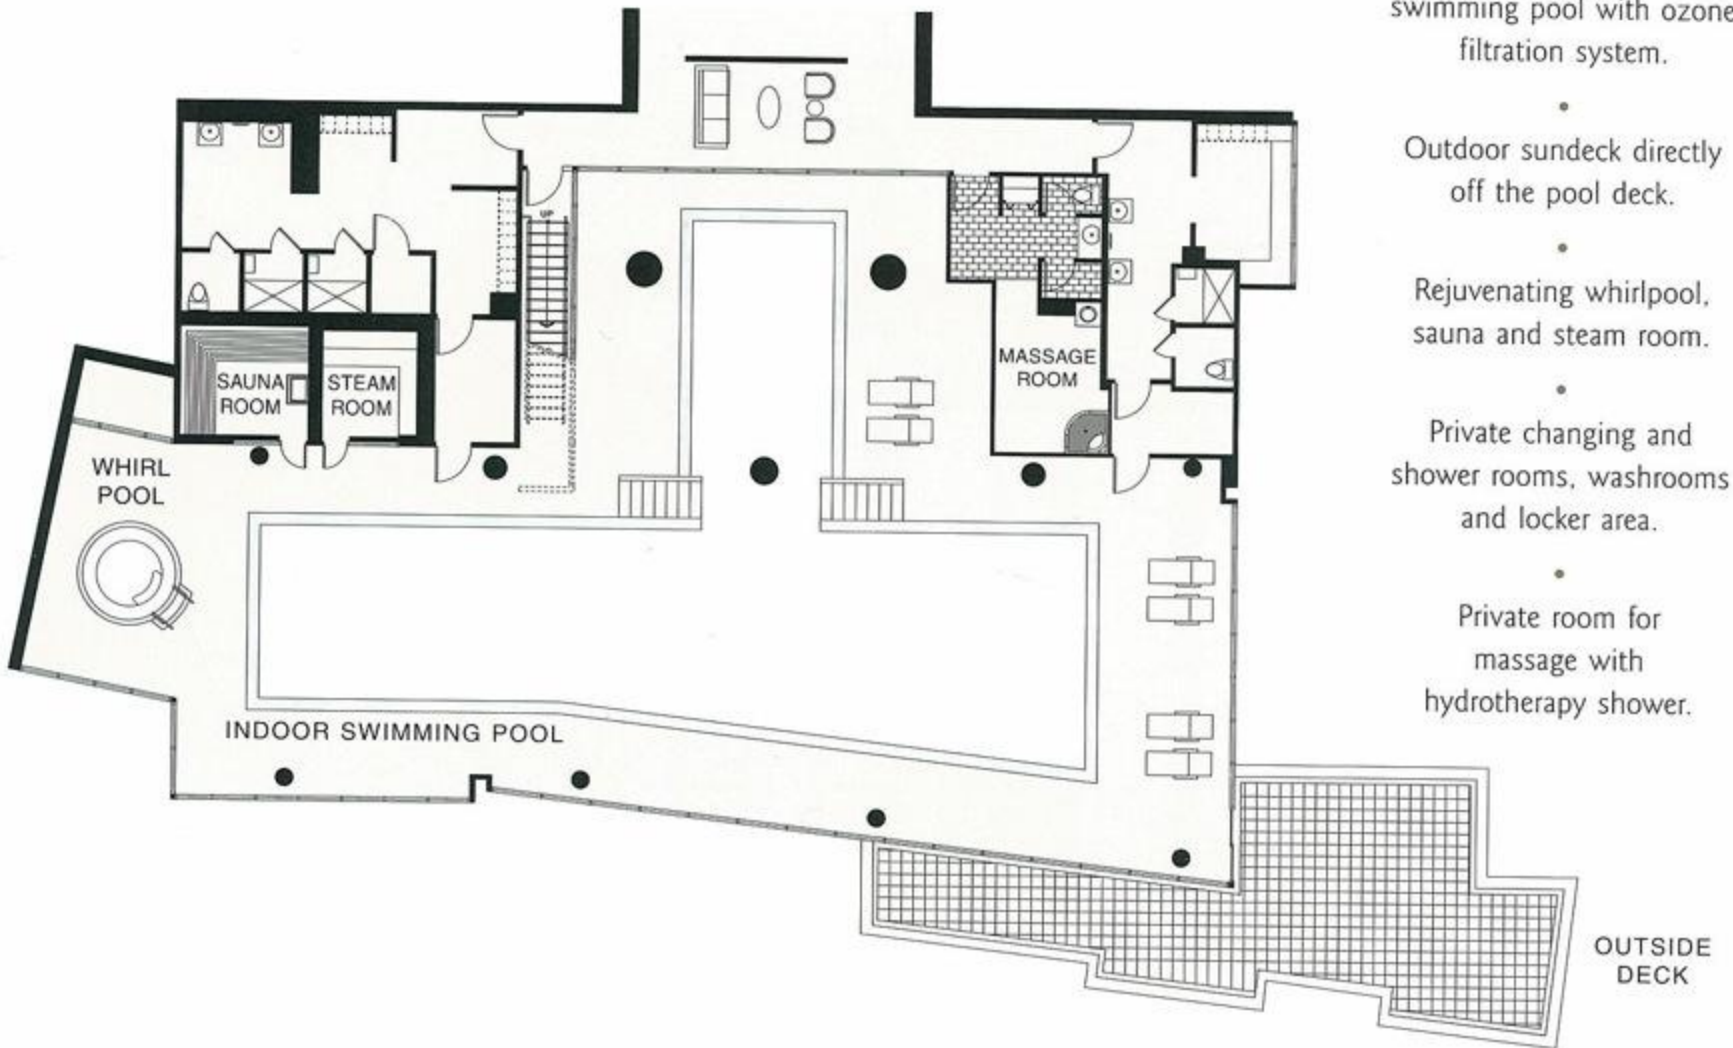 swimming pool with ozone
filtration system.
•
Outdoor sundeck directly
off the pool deck.
•
Rejuvenating whirlpool,
sauna and steam room.
•
Private changing and
shower rooms, washrooms
and locker area.
•
Private room for
massage with
hydrotherapy shower.
UP
SAUNA
ROOM
STEAM
ROOM
MASSAGE
ROOM
WHIRL
POOL
INDOOR SWIMMING POOL
OUTSIDE
DECK